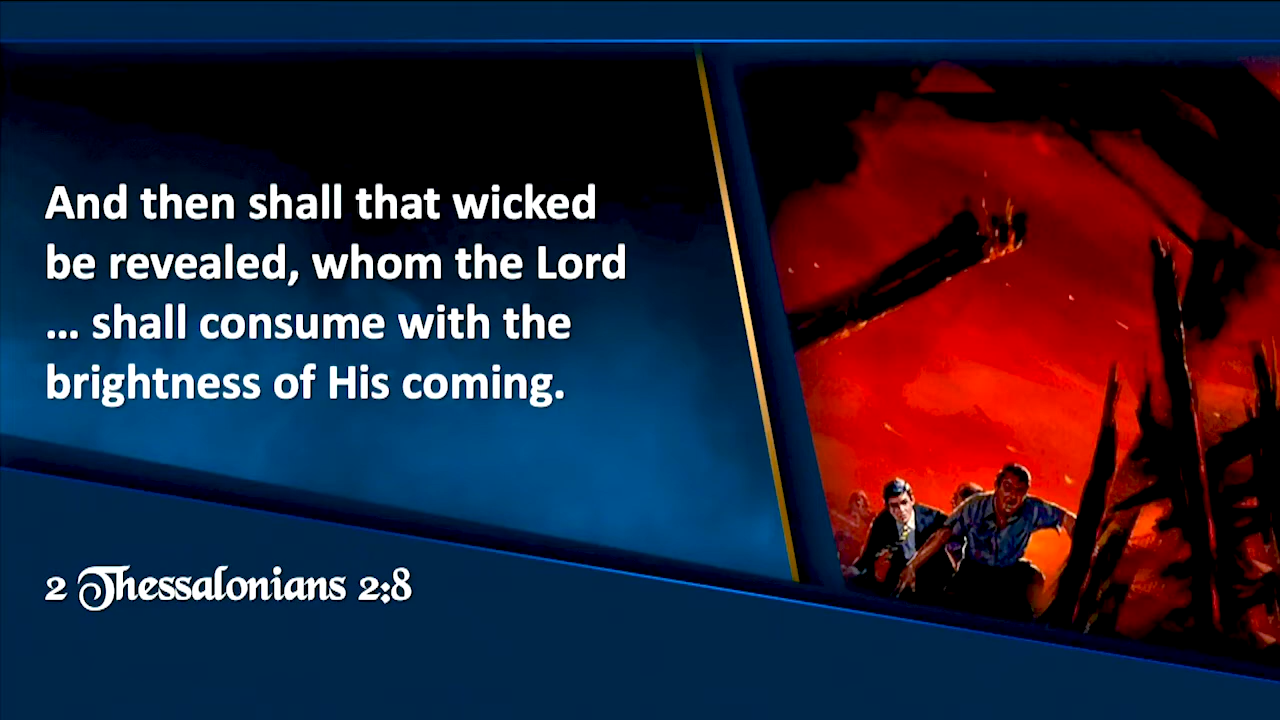 And then shall that wicked
be revealed, whom the Lord
... shall consume with the
brightness of His coming.
2 Thessalonians 2:8